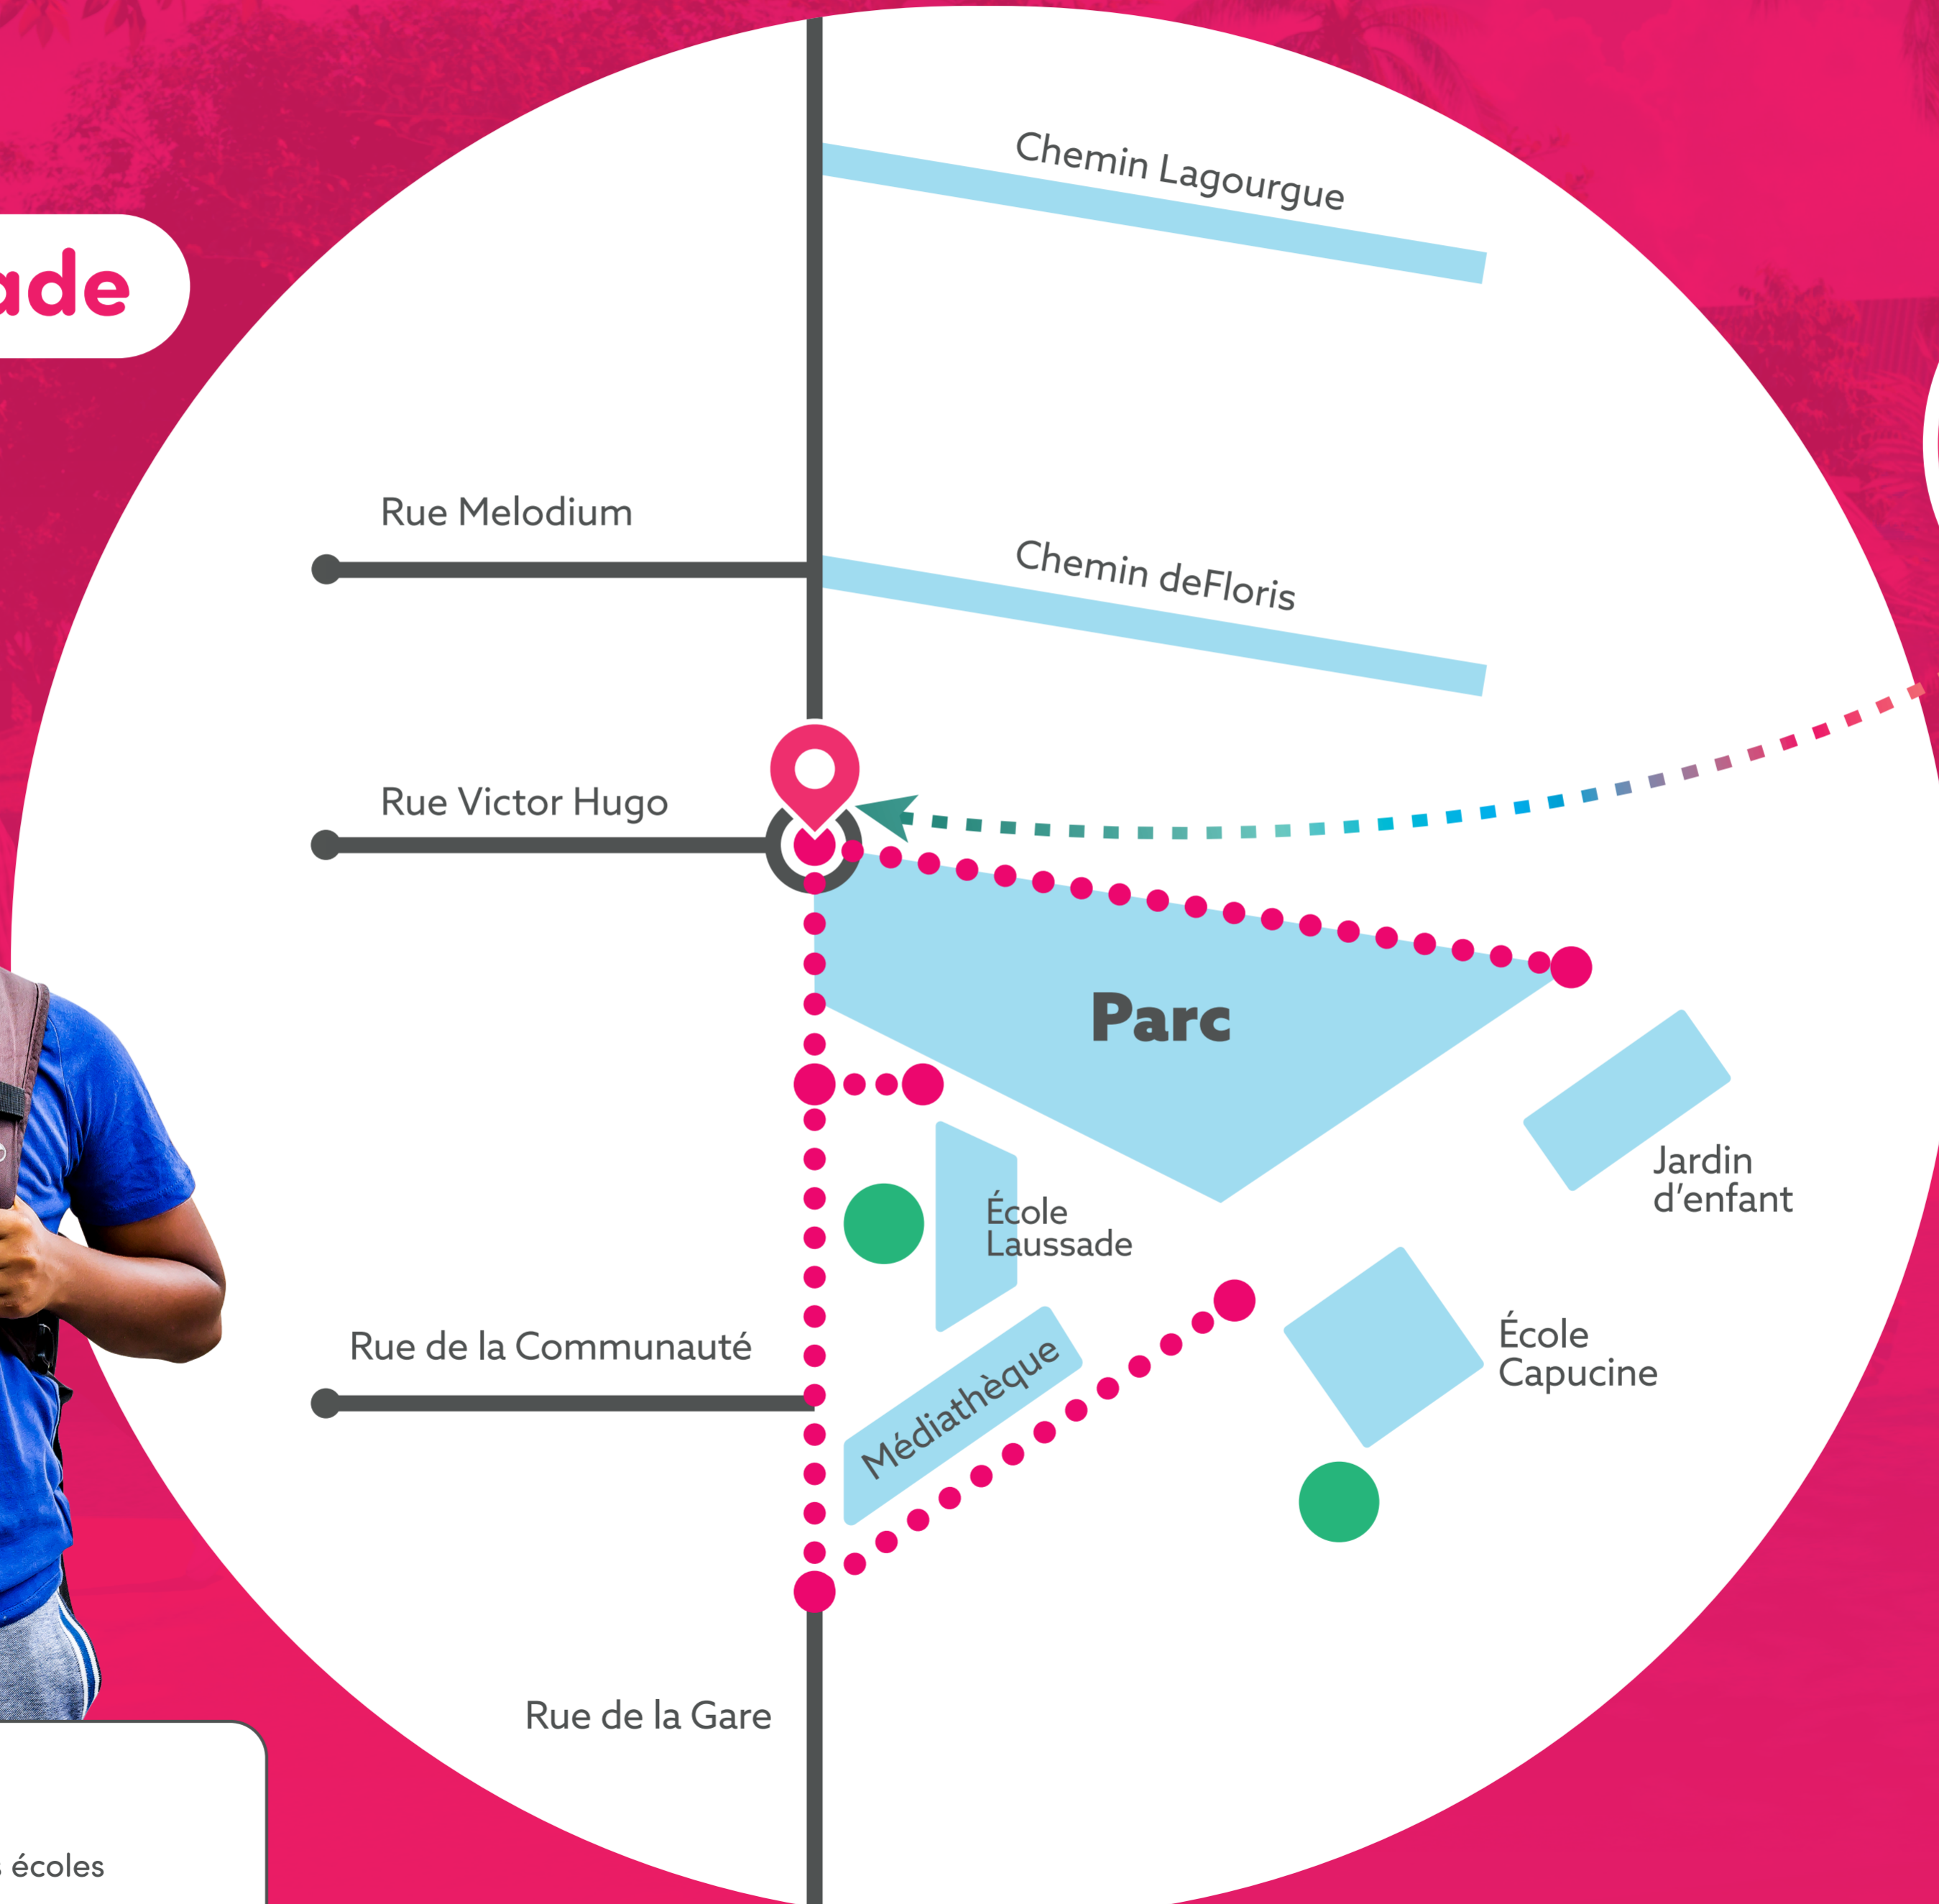 Chemin Lagourgue
Rue Melodium
Chemin deFloris
Rue Victor Hugo
Parc
Jardin
d'enfant
École
Laussade
Rue de la Communauté
Médiathèque
École
Capucine
Rue de la Gare
écoles